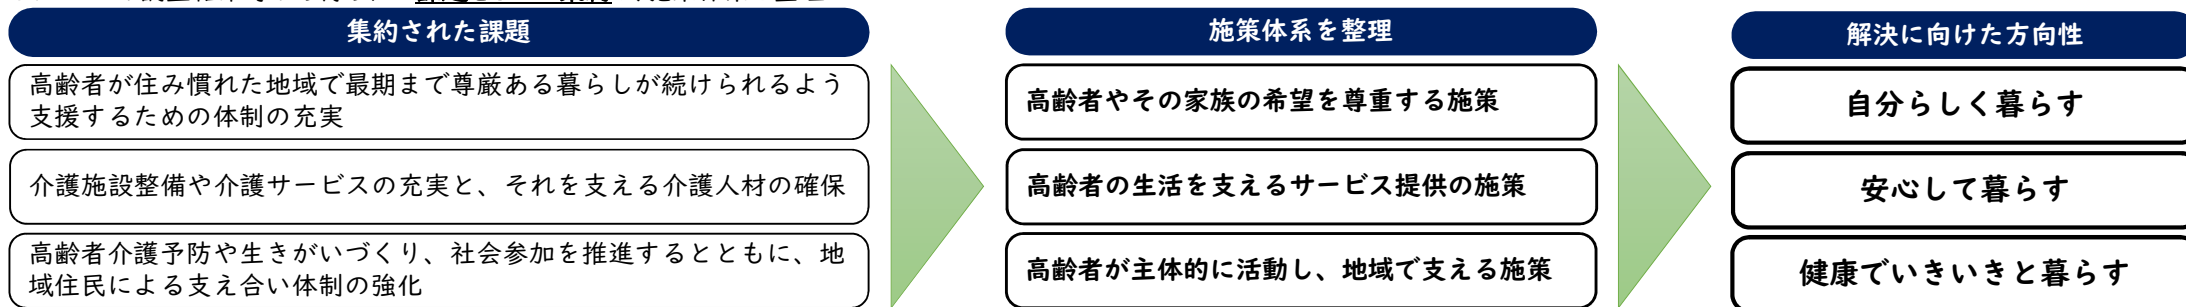 集約された課題
高齢者が住み慣れた地域で最期まで尊厳ある暮らしが続けられるよう
支援するための体制の充実
介護施設整備や介護サービスの充実と、それを支える介護人材の確保
高齢者介護予防や生きがいづくり、社会参加を推進するとともに、地
域住民による支え合い体制の強化
施策体系を整理
高齢者やその家族の希望を尊重する施策
高齢者の生活を支えるサービス提供の施策
高齢者が主体的に活動し、地域で支える施策
解決に向けた方向性
自分らしく暮らす
安心して暮らす
健康でいきいきと暮らす